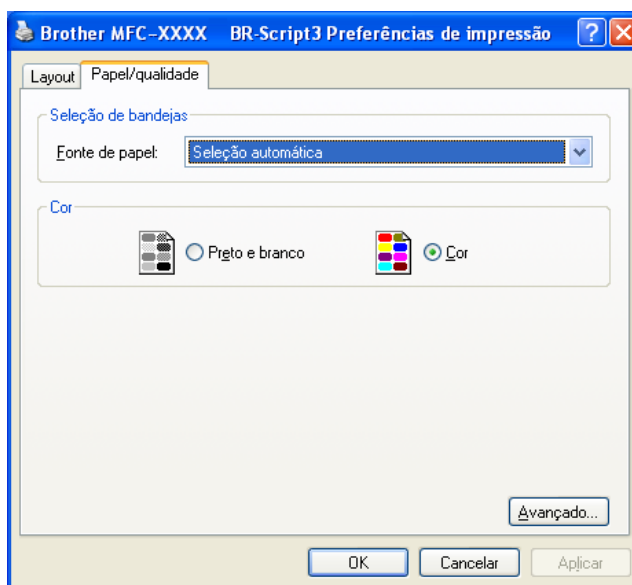 Brother MFC-XXXX BR-Script3 Preferências de impressão
Layout Papel/qualidade
Seleção de bandejas
Fonte de papel: Seleção automática
Cor
Preto e branco Cor
Avançado...
OK Cancelar Aplicar